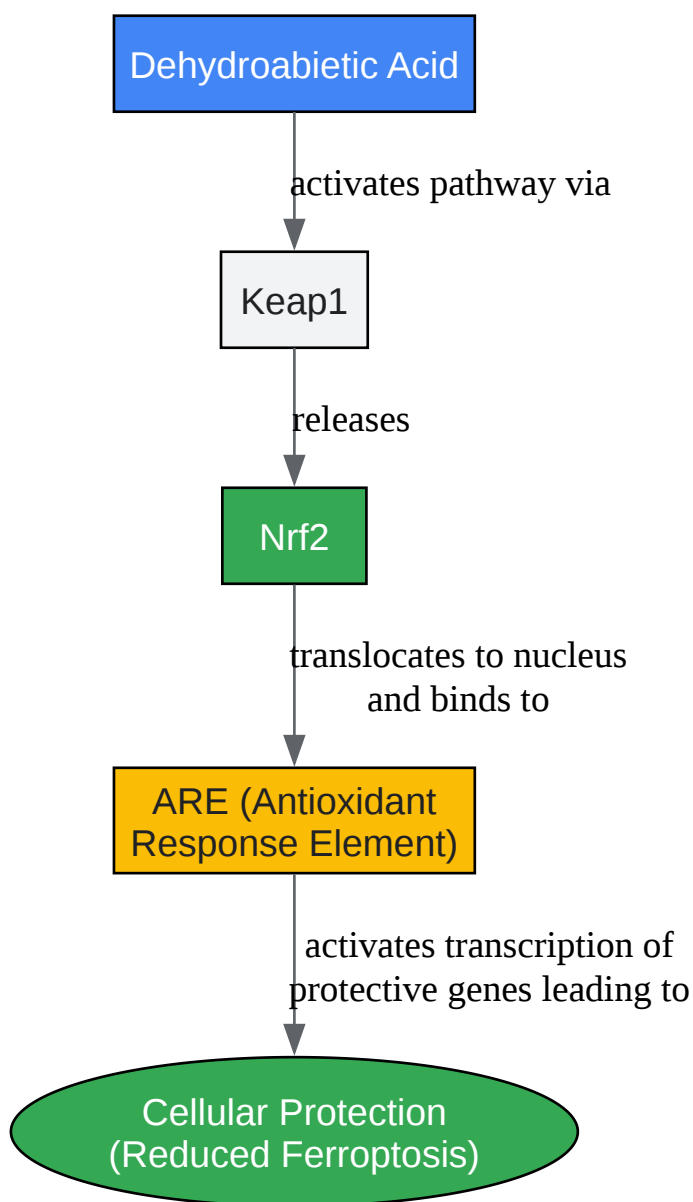 Dehydroabietic Acid
activates pathway via
Keap1
releases
Nrf2
translocates to nucleus
and binds to
ARE (Antioxidant
Response Element)
activates transcription of
protective genes leading to
Cellular Protection
(Reduced Ferroptosis)